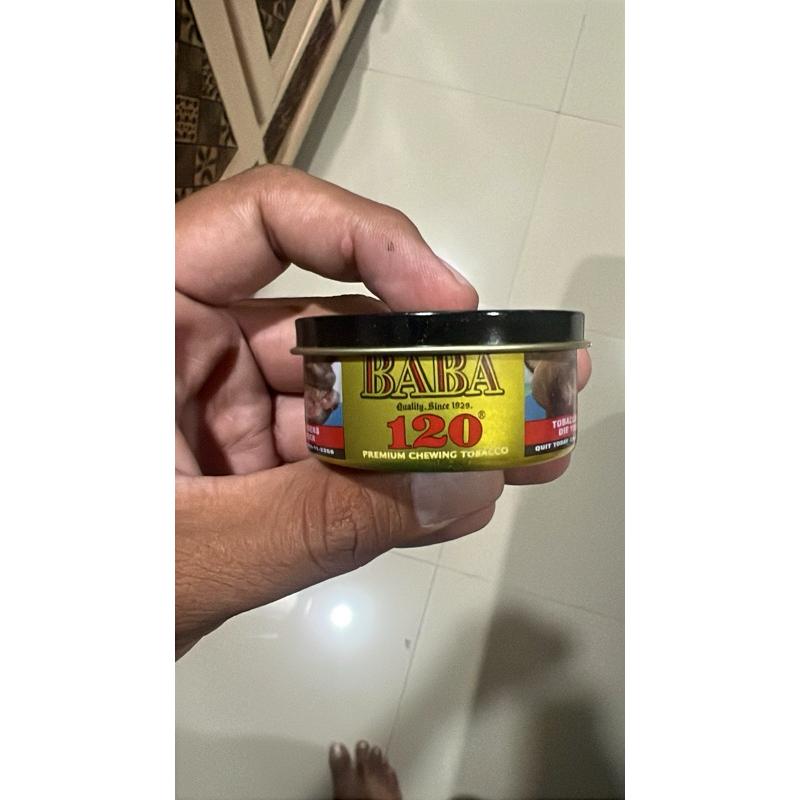 BABA
Quality. Since 1929.
120®
PREMIUM CHEWING TOBACCO
QUIT TODAY